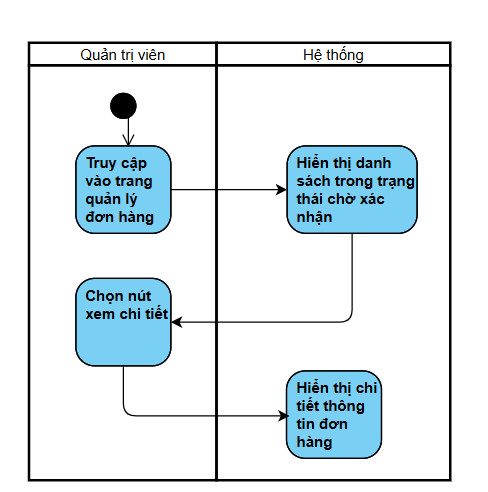 Quản trị viên
Hệ thống
Truy cập
vào trang
quản lý
đơn hàng
Hiển thị danh
sách trong trạng
thái chờ xác
nhận
Chọn nút
xem chi tiết
Hiển thị chi
tiết thông
tin đơn
hàng